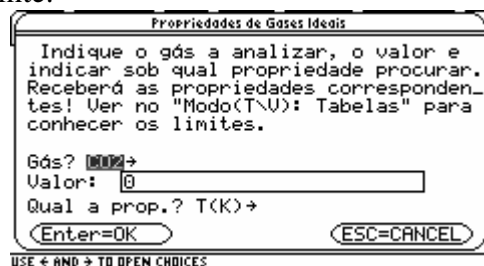 Propriedades de Gases Ideais
Indique o gás a analizar, o valor e
indicar sob qual propriedade procurar.
Receberá as propriedades corresponden_
tes! Ver no "Modo(T\V): Tabelas" para
conhecer os limites.
Gás? CO2→
Valor: 0
Qual a prop.? T(K)→
Enter=OK ESC=CANCEL
USE ← AND → TO OPEN CHOICES